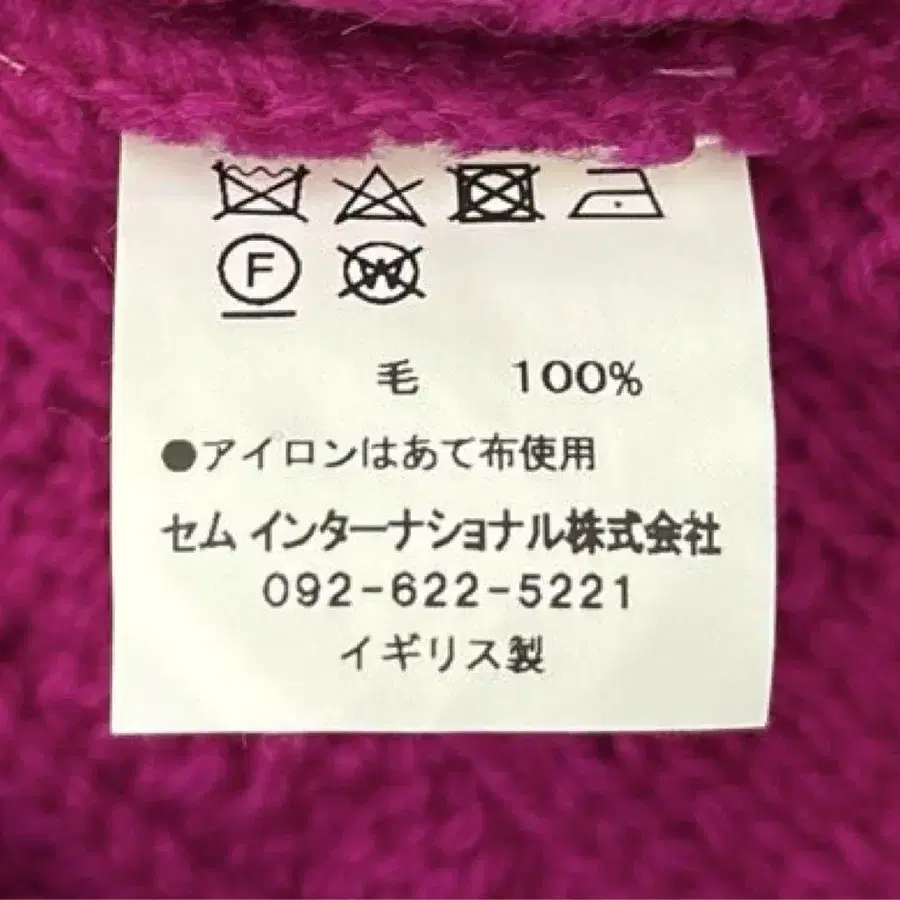 F W
毛 100%
●アイロンはあて布使用
セム インターナショナル株式会社
092-622-5221
イギリス製